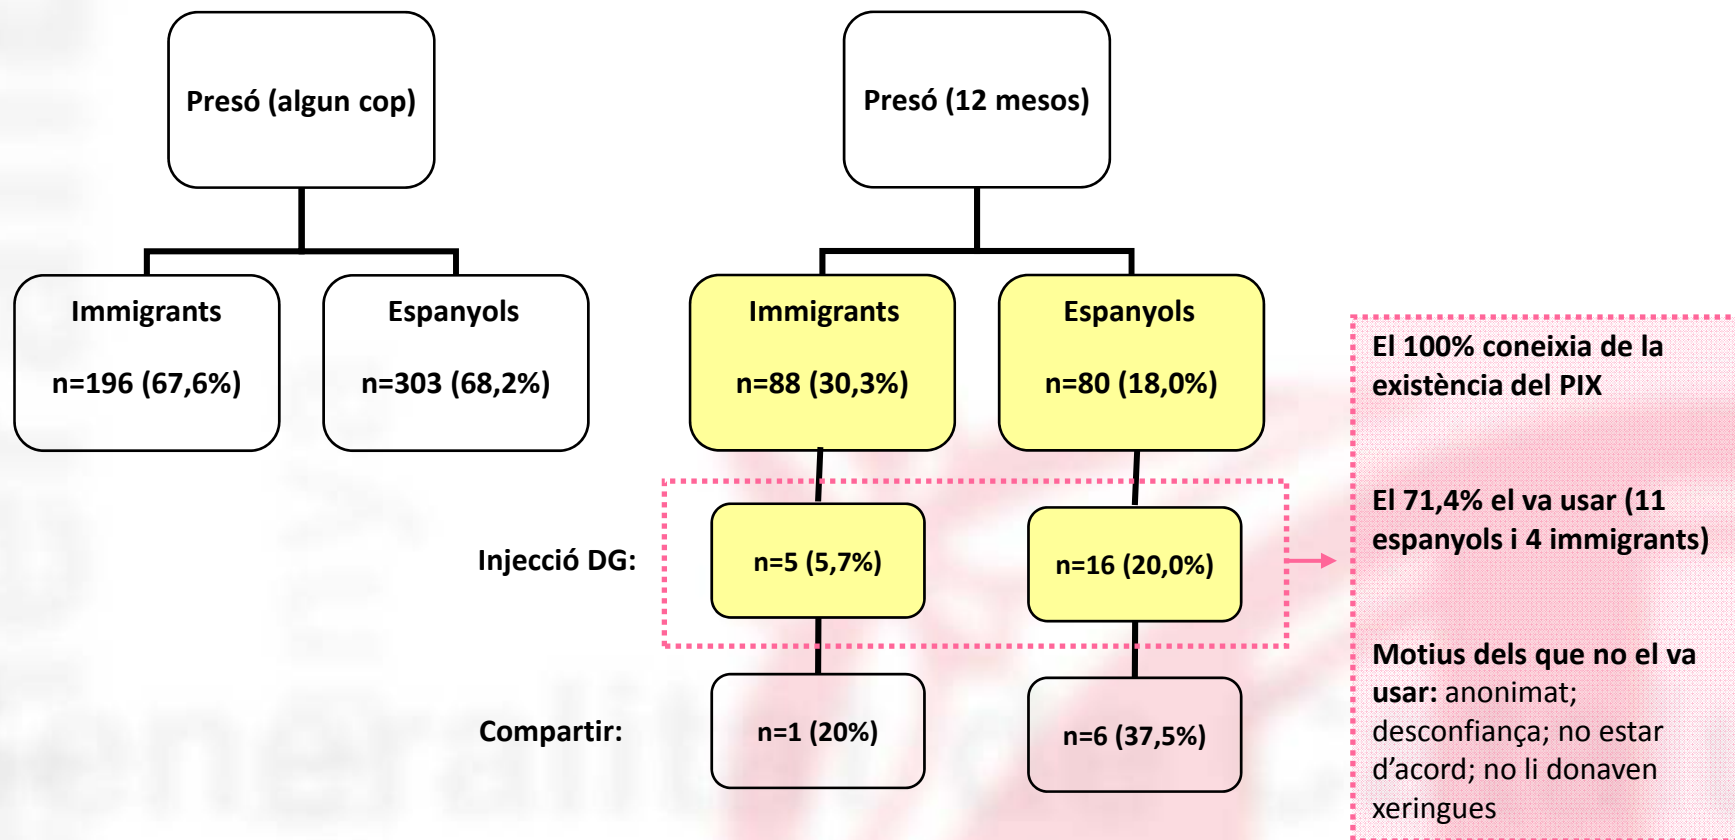 Presó (algun cop)
Presó (12 mesos)
Immigrants
n=196 (67,6%)
Espanyols
n=303 (68,2%)
Immigrants
n=88 (30,3%)
Espanyols
n=80 (18,0%)
El 100% coneixia de la
existència del PIX
El 71,4% el va usar (11
espanyols i 4 immigrants)
Motius dels que no el va
usar: anonimat;
desconfiança; no estar
d’acord; no li donaven
xeringues
Injecció DG:
n=5 (5,7%)
n=16 (20,0%)
Compartir:
n=1 (20%)
n=6 (37,5%)